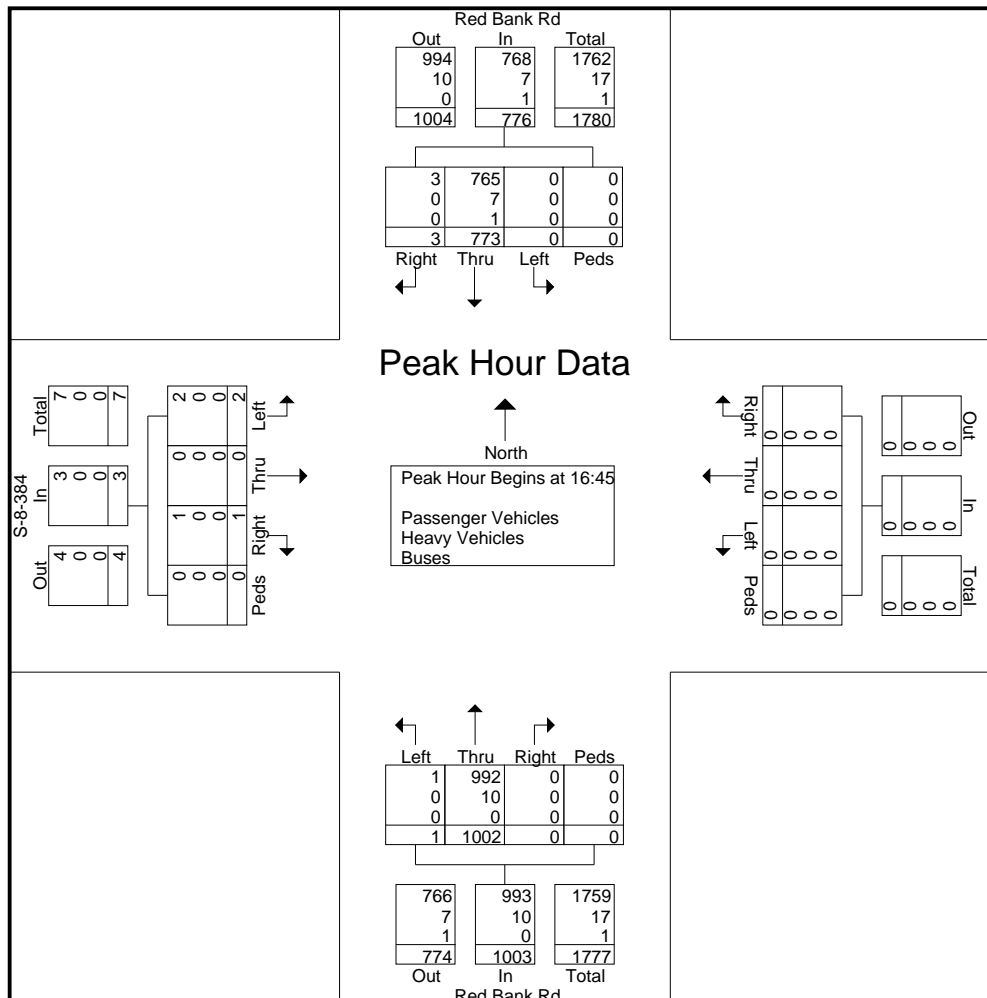 Red Bank Rd
Out In Total
994 768 1762
10 7 17
0 1 1
1004 776 1780
3 765 0 0
0 7 0 0
0 1 0 0
3 773 0 0
Right Thru Left Peds
Peak Hour Data
North
Peak Hour Begins at 16:45
Passenger Vehicles
Heavy Vehicles
Buses
S-8-384
Out In Total
4 3 7
0 0 0
0 0 0
4 3 7
Peds Right Thru Left
0 1 0 2
0 0 0 0
0 0 0 0
0 1 0 2
Right Thru Left Peds
0 0 0 0
0 0 0 0
0 0 0 0
0 0 0 0
Out In Total
0 0 0
0 0 0
0 0 0
0 0 0
Left Thru Right Peds
1 992 0 0
0 10 0 0
0 0 0 0
1 1002 0 0
766 993 1759
7 10 17
1 0 1
774 1003 1777
Out In Total
Red Bank Rd